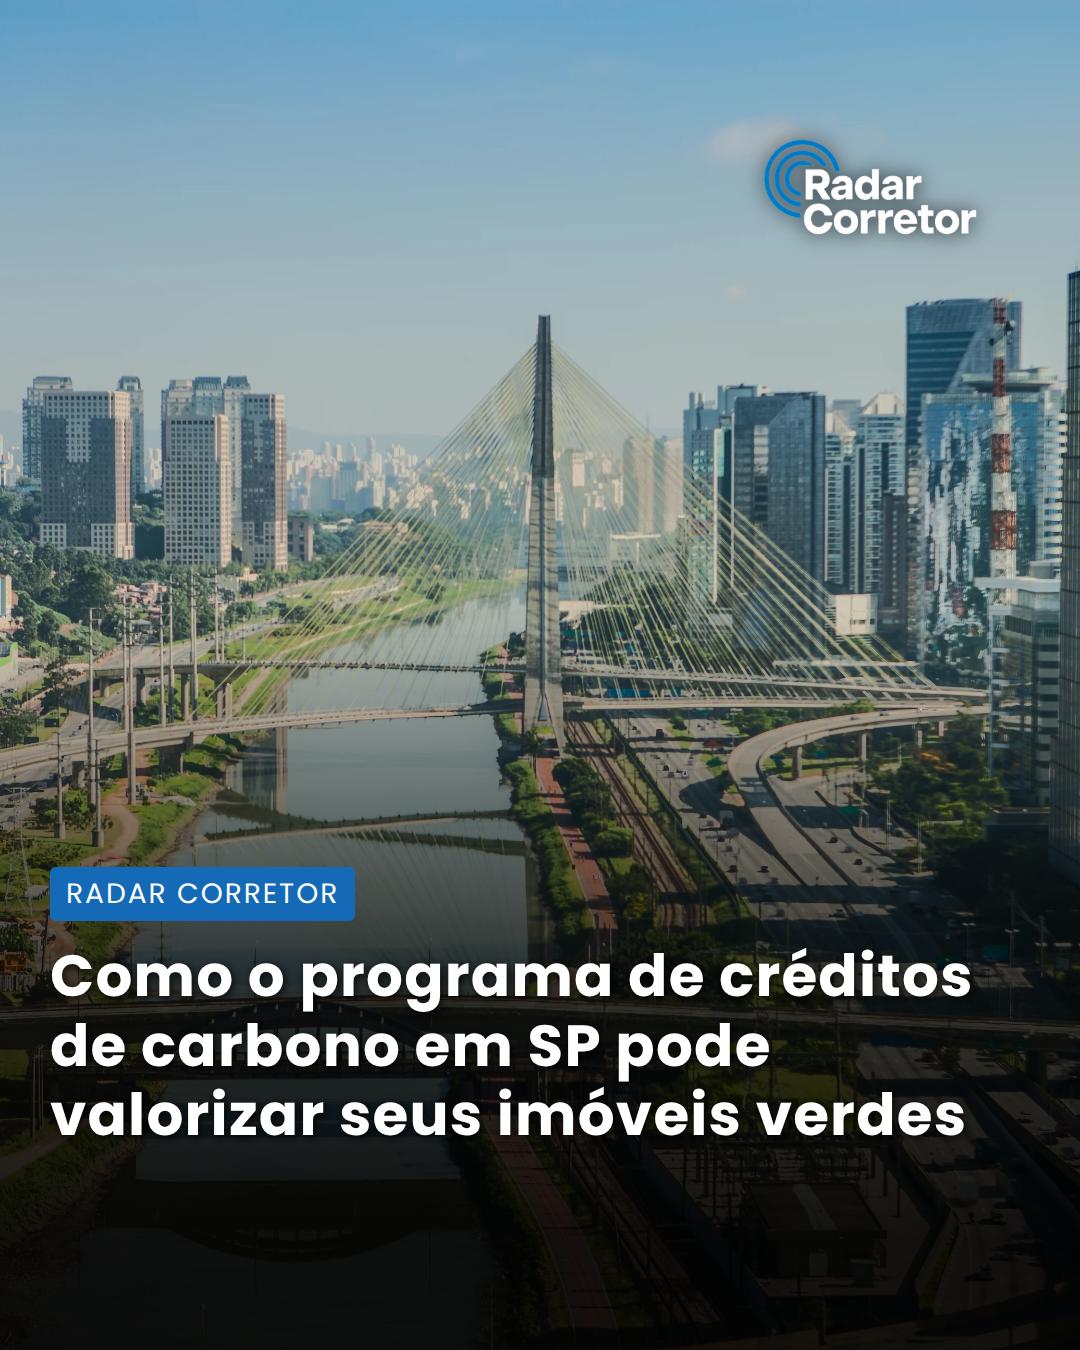 Radar
Corretor
RADAR CORRETOR
Como o programa de créditos
de carbono em SP pode
valorizar seus imóveis verdes